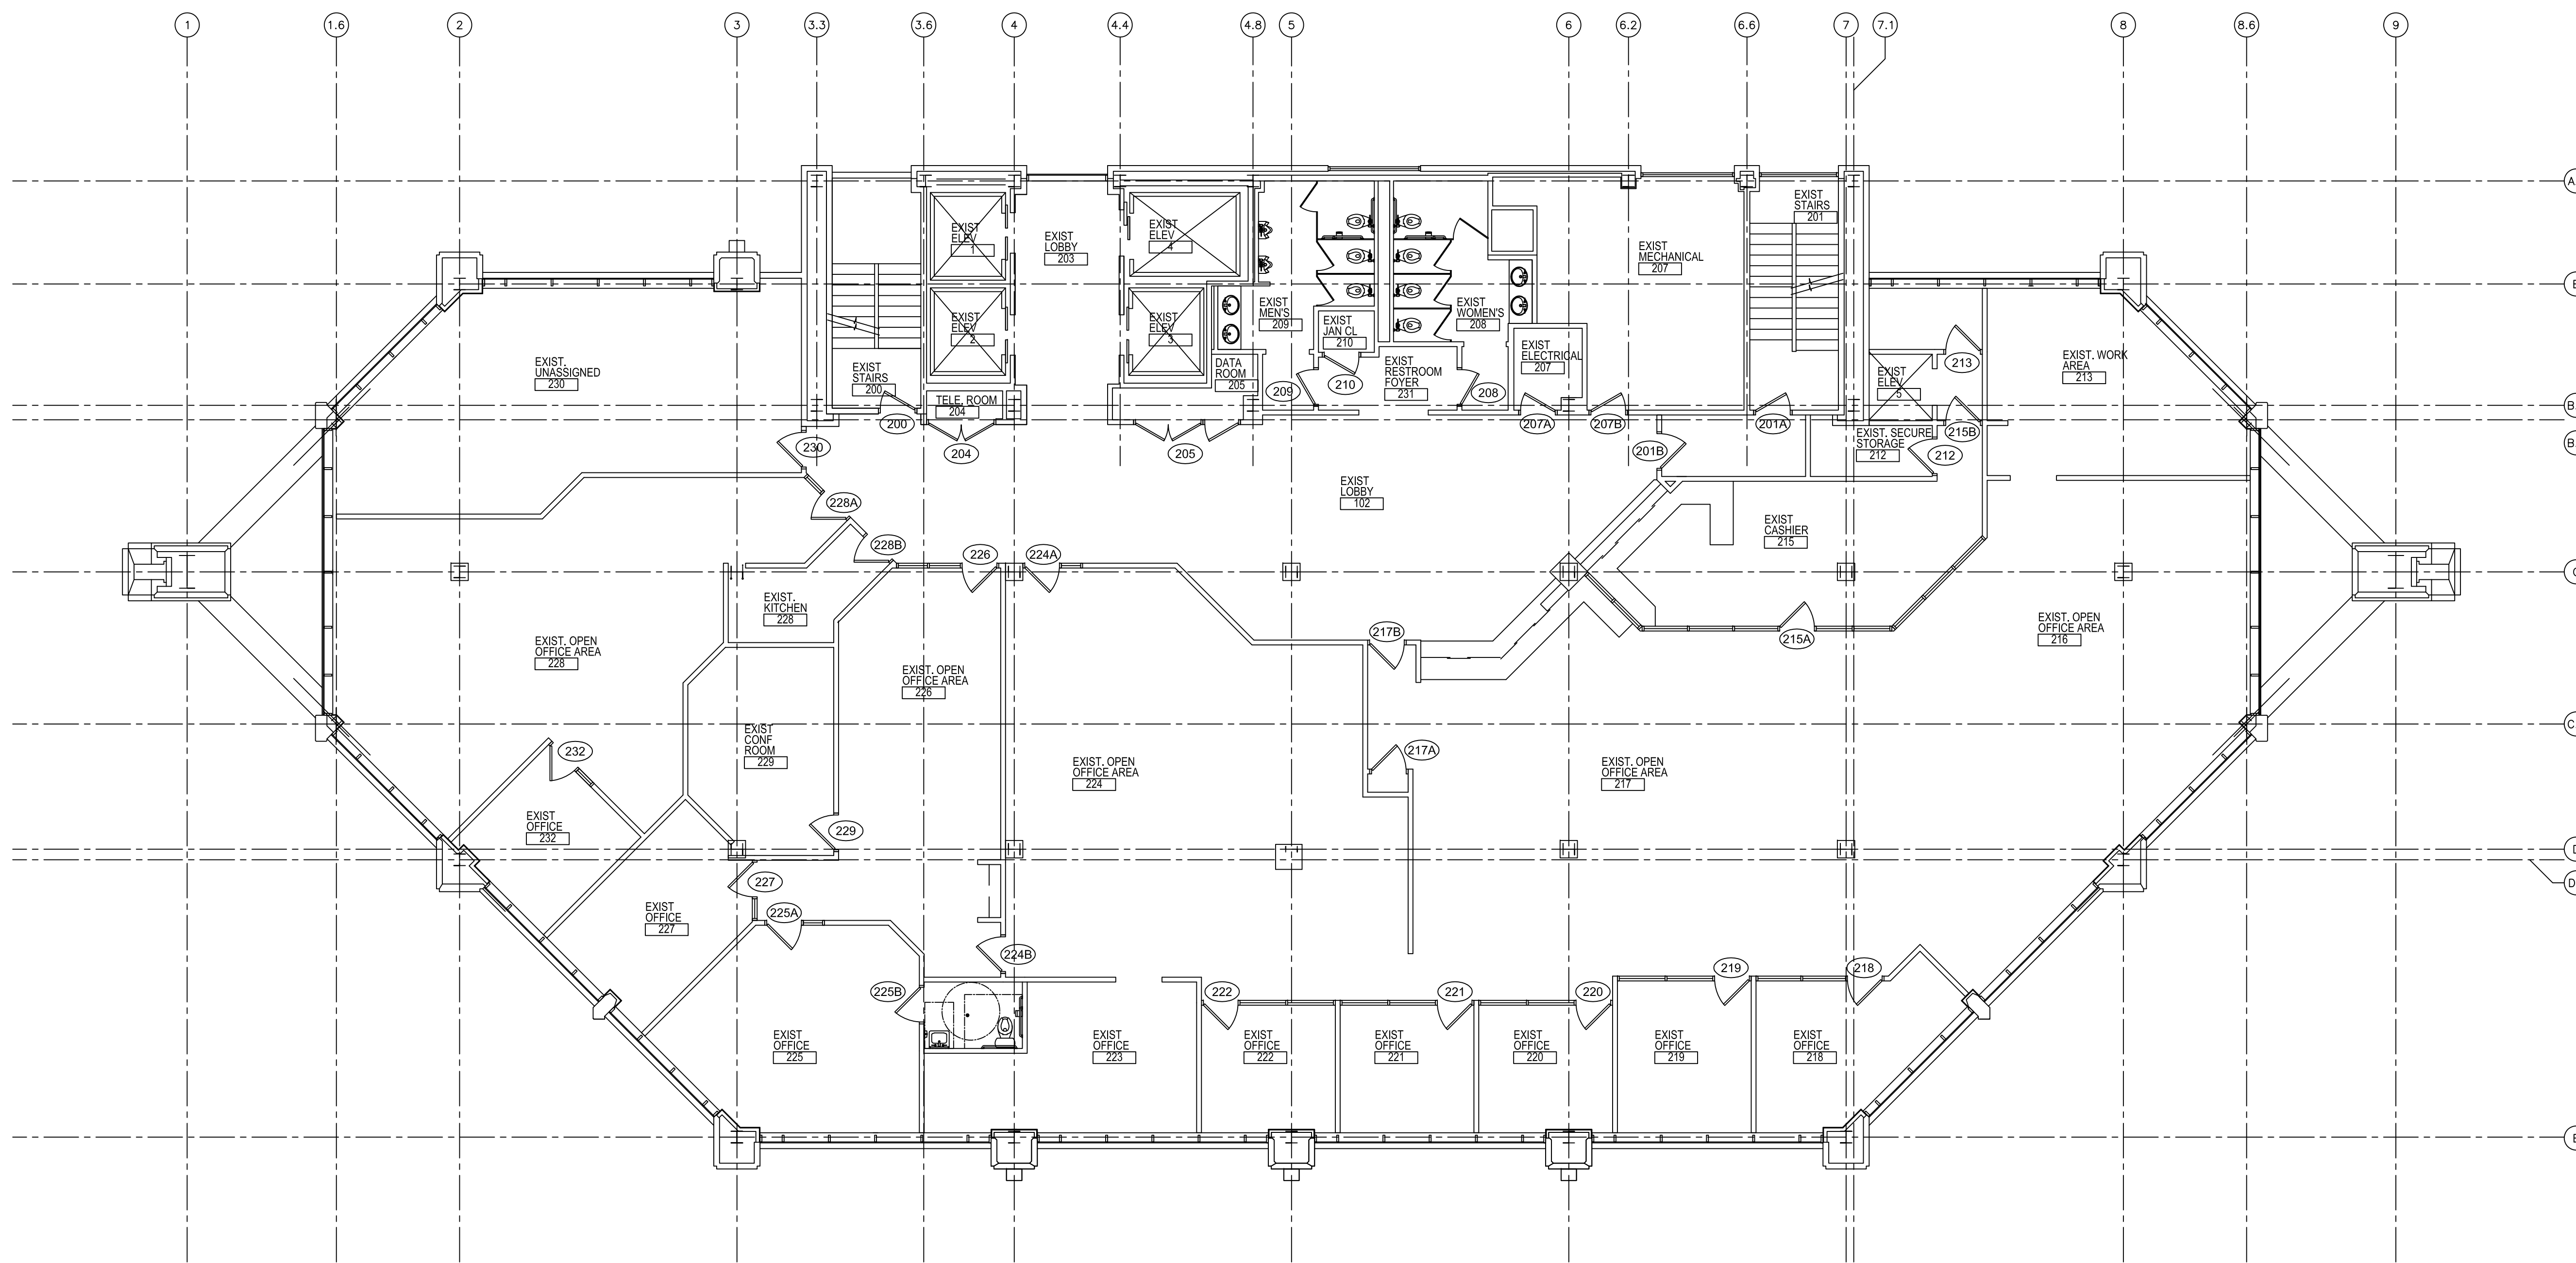 1
1.6
2
3
3.3
3.6
4
4.4
4.8
5
6
6.2
6.6
7
7.1
8
8.6
9
A
EXIST
STAIRS
201
EXIST
ELEV
1
EXIST
LOBBY
203
EXIST
ELEV
4
EXIST
MECHANICAL
207
EXIST
ELEV
2
EXIST
ELEV
3
EXIST
MEN'S
209
EXIST
JAN CL
210
EXIST
WOMEN'S
208
EXIST
ELECTRICAL
207
EXIST.
UNASSIGNED
230
EXIST
STAIRS
200
DATA
ROOM
205
EXIST
RESTROOM
FOYER
231
EXIST
ELEV
5
213
EXIST. WORK
AREA
213
TELE. ROOM
204
209
210
208
200
204
205
207A
207B
201A
201B
215B
212
EXIST. SECURE
STORAGE
212
230
228A
228B
EXIST
LOBBY
102
EXIST
CASHIER
215
226
224A
EXIST.
KITCHEN
228
EXIST. OPEN
OFFICE AREA
228
EXIST. OPEN
OFFICE AREA
226
217B
215A
EXIST. OPEN
OFFICE AREA
216
232
EXIST
CONF
ROOM
229
217A
EXIST. OPEN
OFFICE AREA
224
EXIST. OPEN
OFFICE AREA
217
EXIST
OFFICE
232
229
227
EXIST
OFFICE
227
225A
224B
225B
222
221
220
219
218
EXIST
OFFICE
225
EXIST
OFFICE
223
EXIST
OFFICE
222
EXIST
OFFICE
221
EXIST
OFFICE
220
EXIST
OFFICE
219
EXIST
OFFICE
218